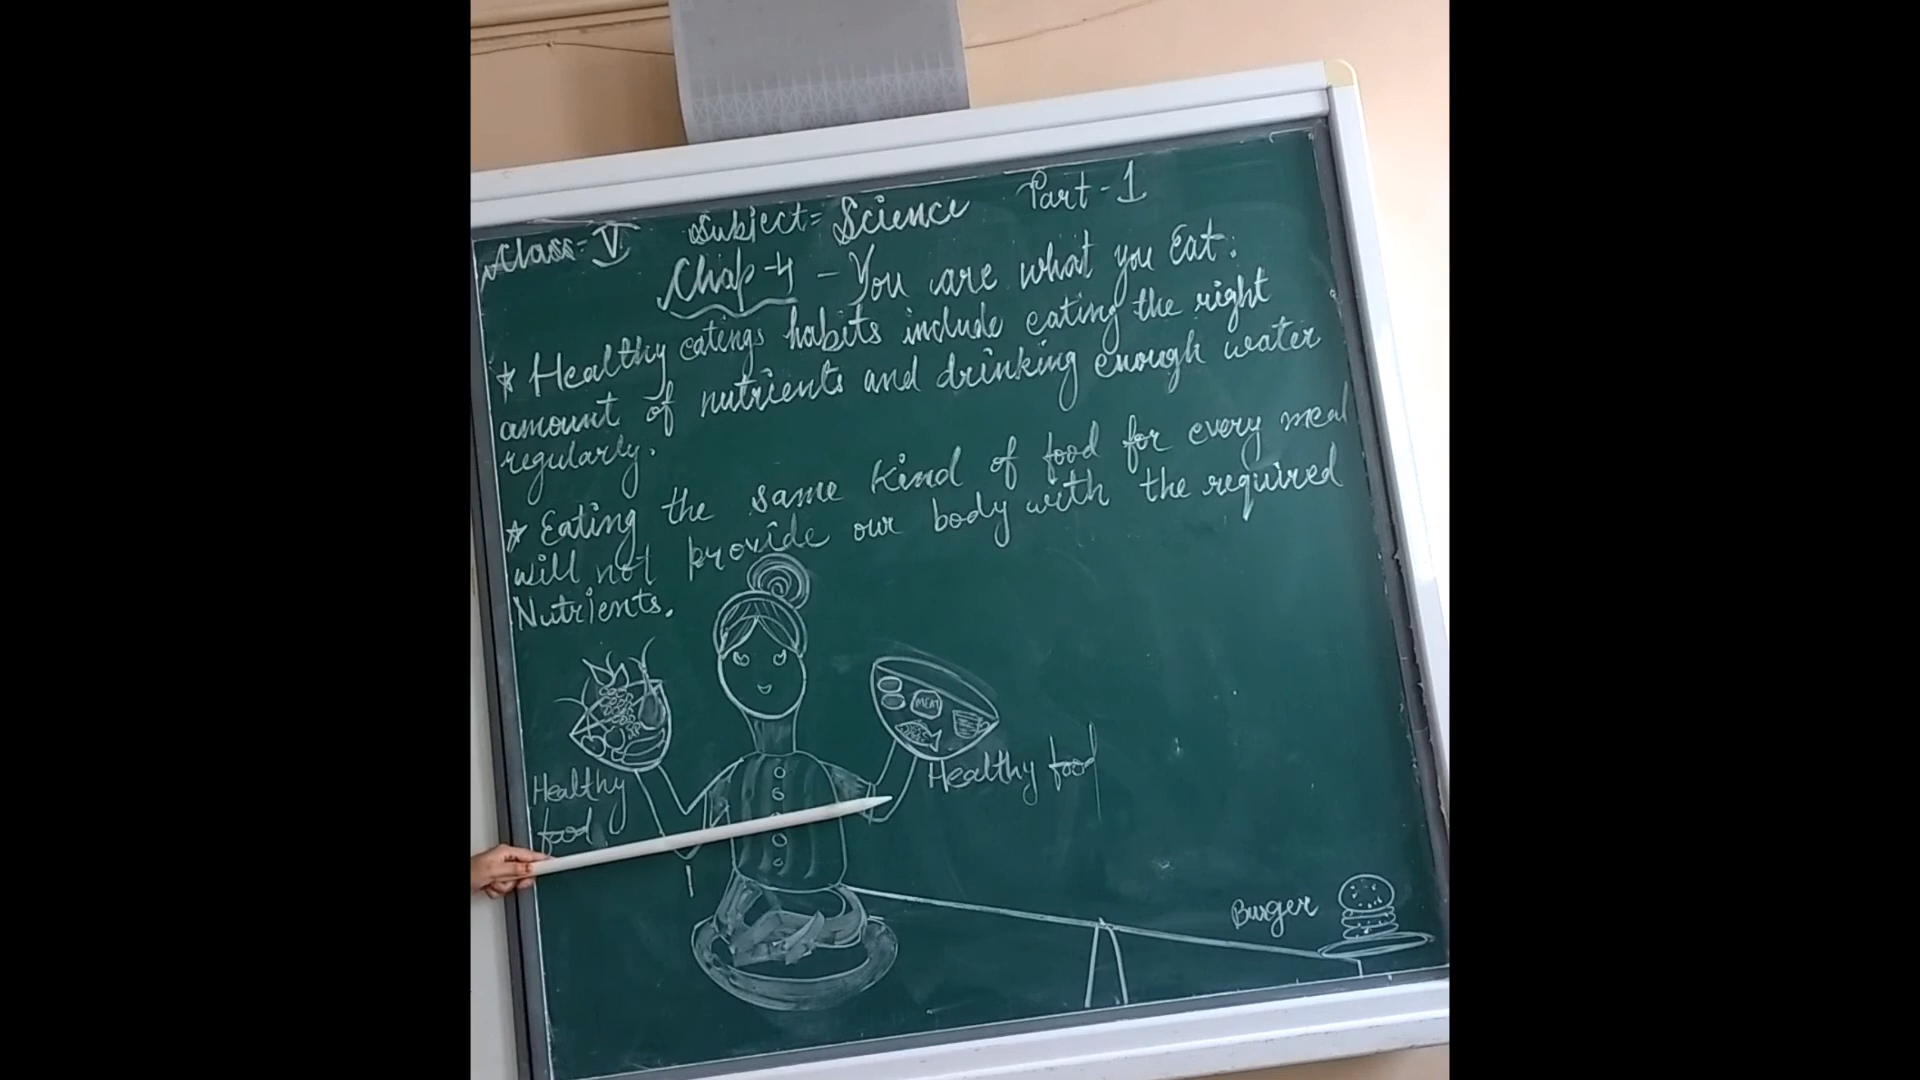 Class-V Subject= Science Part-1
Chap-4 - You are what you Eat.
* Healthy eatings habits include eating the right
amount of nutrients and drinking enough water
regularly.
* Eating the same kind of food for every meal
will not provide our body with the required
Nutrients.
MEAT
Healthy
food
Healthy food
Burger